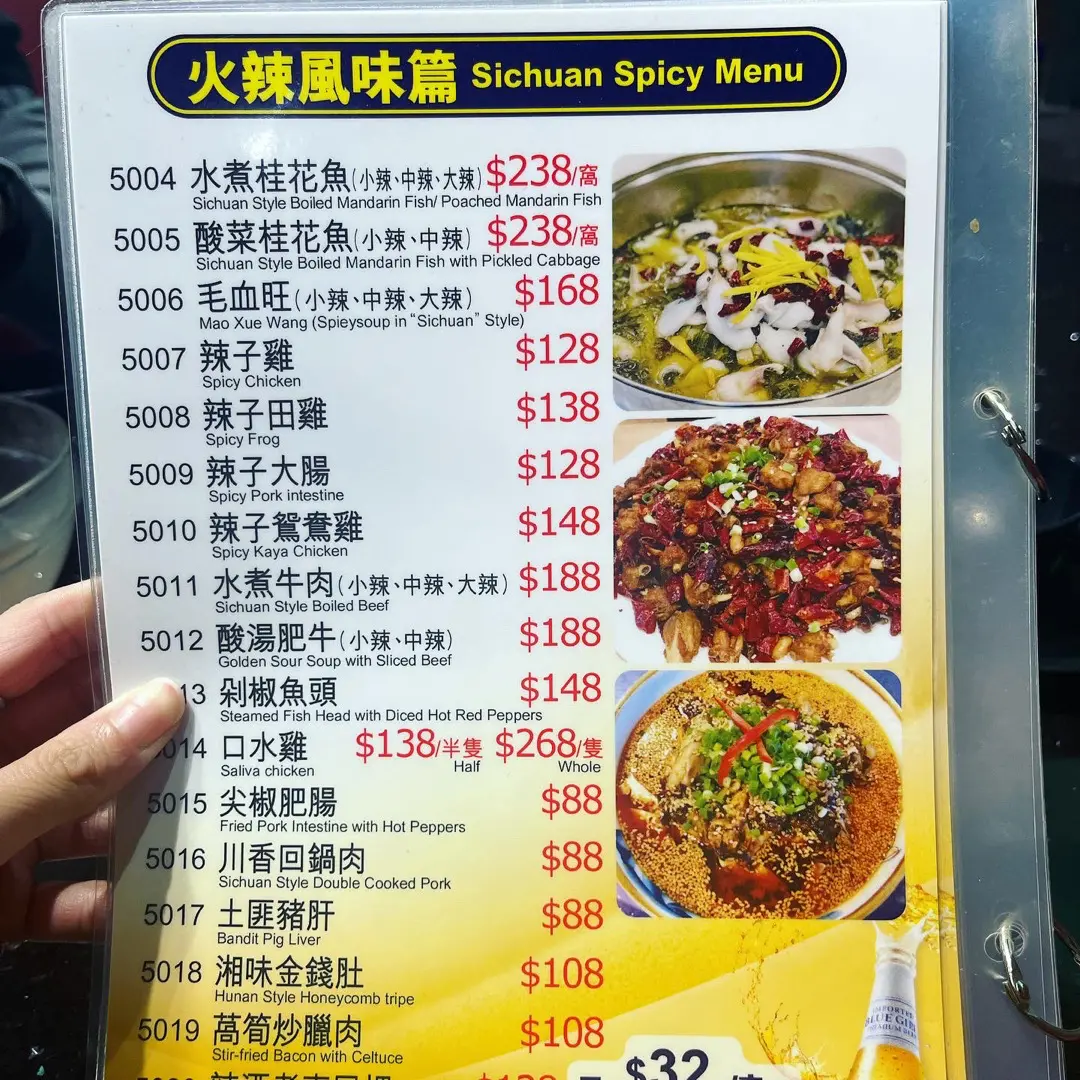 火辣風味篇 Sichuan Spicy Menu
5004 水煮桂花魚(小辣、中辣、大辣) $238/窩
Sichuan Style Boiled Mandarin Fish/ Poached Mandarin Fish
5005 酸菜桂花魚(小辣、中辣) $238/窩
Sichuan Style Boiled Mandarin Fish with Pickled Cabbage
5006 毛血旺(小辣、中辣、大辣) $168
Mao Xue Wang (Spieysoup in “Sichuan” Style)
5007 辣子雞 $128
Spicy Chicken
5008 辣子田雞 $138
Spicy Frog
5009 辣子大腸 $128
Spicy Pork intestine
5010 辣子鴛鴦雞 $148
Spicy Kaya Chicken
5011 水煮牛肉(小辣、中辣、大辣) $188
Sichuan Style Boiled Beef
5012 酸湯肥牛(小辣、中辣) $188
Golden Sour Soup with Sliced Beef
13 剁椒魚頭 $148
Steamed Fish Head with Diced Hot Red Peppers
5014 口水雞 $138/半隻 $268/隻
Saliva chicken Half Whole
5015 尖椒肥腸 $88
Fried Pork Intestine with Hot Peppers
5016 川香回鍋肉 $88
Sichuan Style Double Cooked Pork
5017 土匪豬肝 $88
Bandit Pig Liver
5018 湘味金錢肚 $108
Hunan Style Honeycomb tripe
5019 萵筍炒臘肉 $108
Stir-fried Bacon with Celtuce
$32
IMPORTED
BLUE GIRL